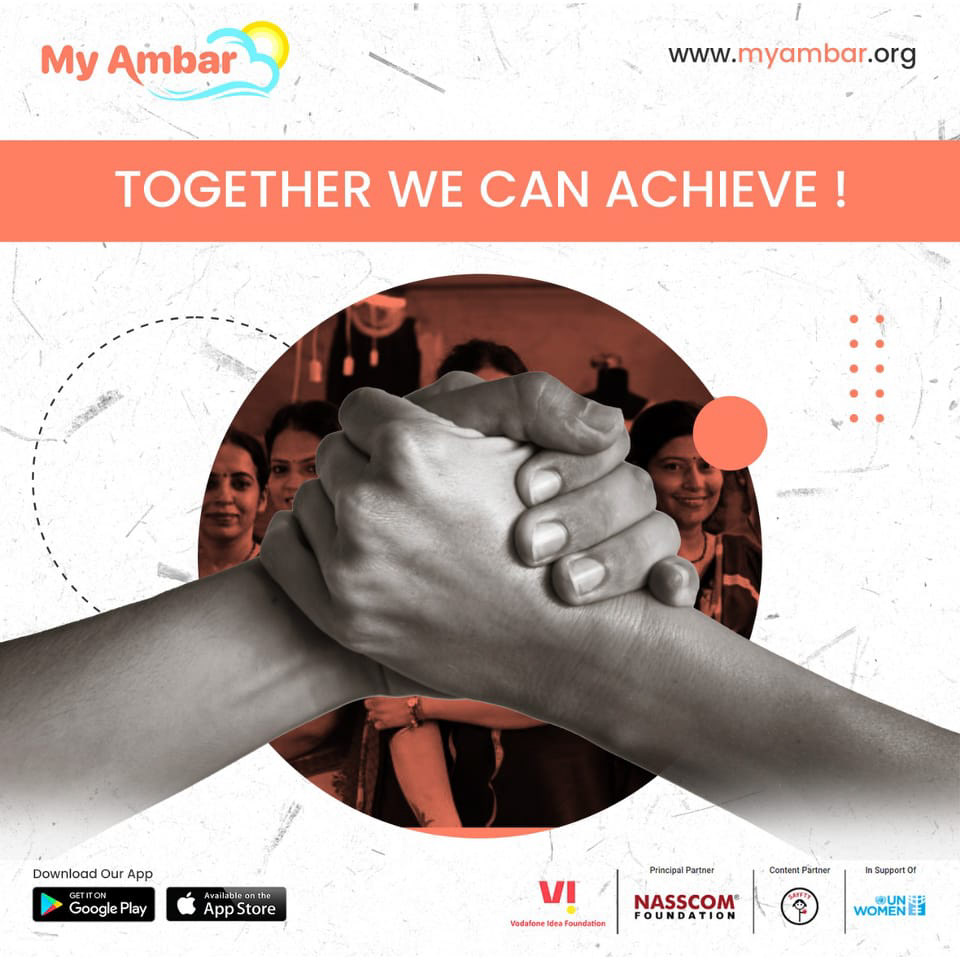 My Ambar
www.myambar.org
TOGETHER WE CAN ACHIEVE !
Download Our App
GET IT ON
Google Play
Available on the
App Store
VI
Vodafone Idea Foundation
Principal Partner
NASSCOM®
FOUNDATION
Content Partner
SAYFTY
In Support Of
UN
WOMEN